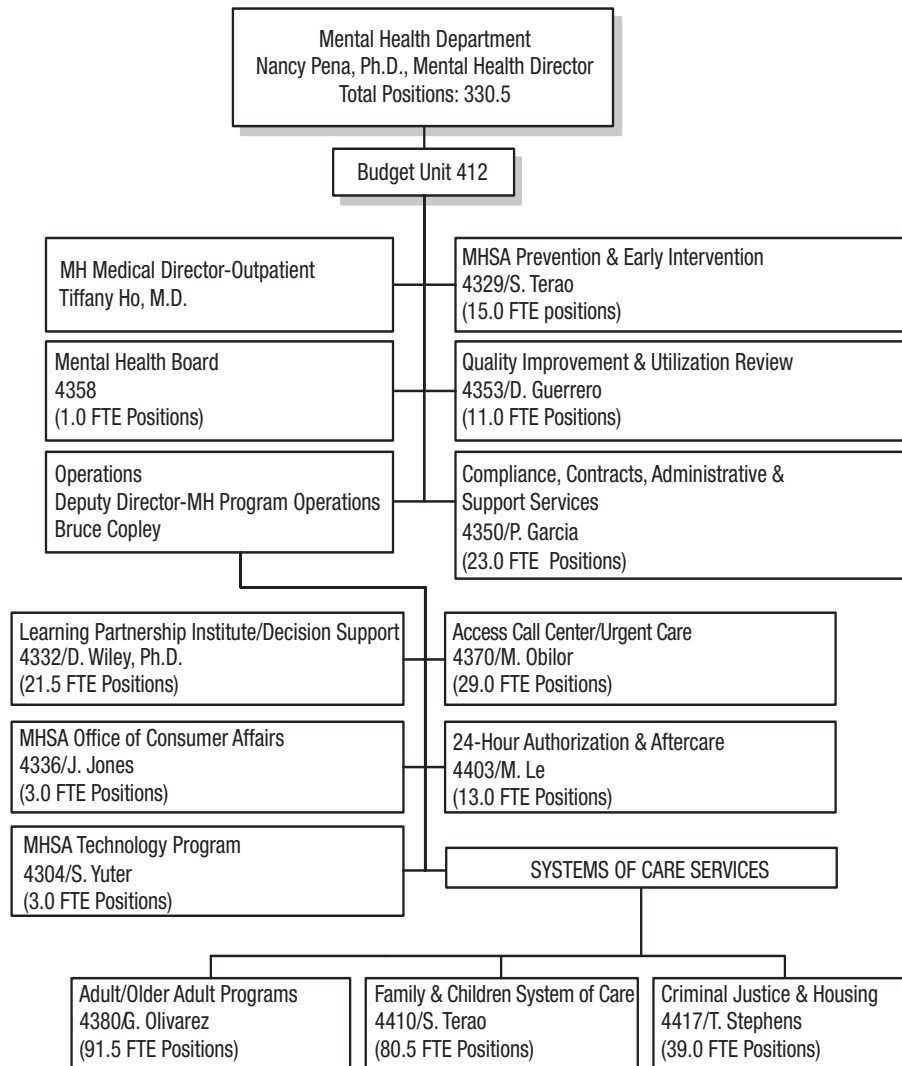 Mental Health Department
Nancy Pena, Ph.D., Mental Health Director
Total Positions: 330.5
Budget Unit 412
MH Medical Director-Outpatient
Tiffany Ho, M.D.
MHSA Prevention & Early Intervention
4329/S. Terao
(15.0 FTE positions)
Mental Health Board
4358
(1.0 FTE Positions)
Quality Improvement & Utilization Review
4353/D. Guerrero
(11.0 FTE Positions)
Operations
Deputy Director-MH Program Operations
Bruce Copley
Compliance, Contracts, Administrative &
Support Services
4350/P. Garcia
(23.0 FTE Positions)
Learning Partnership Institute/Decision Support
4332/D. Wiley, Ph.D.
(21.5 FTE Positions)
Access Call Center/Urgent Care
4370/M. Obilor
(29.0 FTE Positions)
MHSA Office of Consumer Affairs
4336/J. Jones
(3.0 FTE Positions)
24-Hour Authorization & Aftercare
4403/M. Le
(13.0 FTE Positions)
MHSA Technology Program
4304/S. Yuter
(3.0 FTE Positions)
SYSTEMS OF CARE SERVICES
Adult/Older Adult Programs
4380/G. Olivarez
(91.5 FTE Positions)
Family & Children System of Care
4410/S. Terao
(80.5 FTE Positions)
Criminal Justice & Housing
4417/T. Stephens
(39.0 FTE Positions)